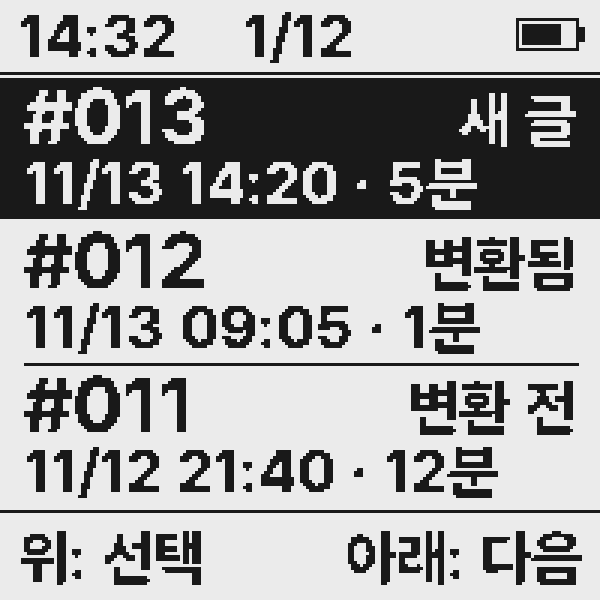 14:32 1/12
#013 새 글
11/13 14:20 · 5분
#012 변환됨
11/13 09:05 · 1분
#011 변환 전
11/12 21:40 · 12분
위: 선택 아래: 다음